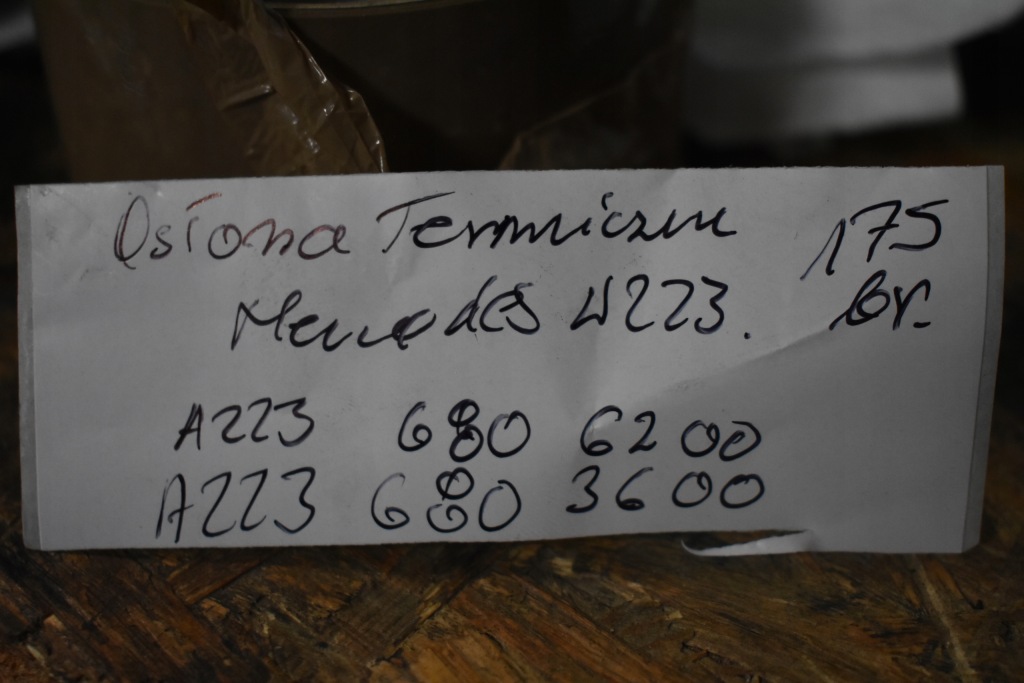 Osłona Termiczna 175
Mercedes W223. br.
A223 680 6200
A223 680 3600